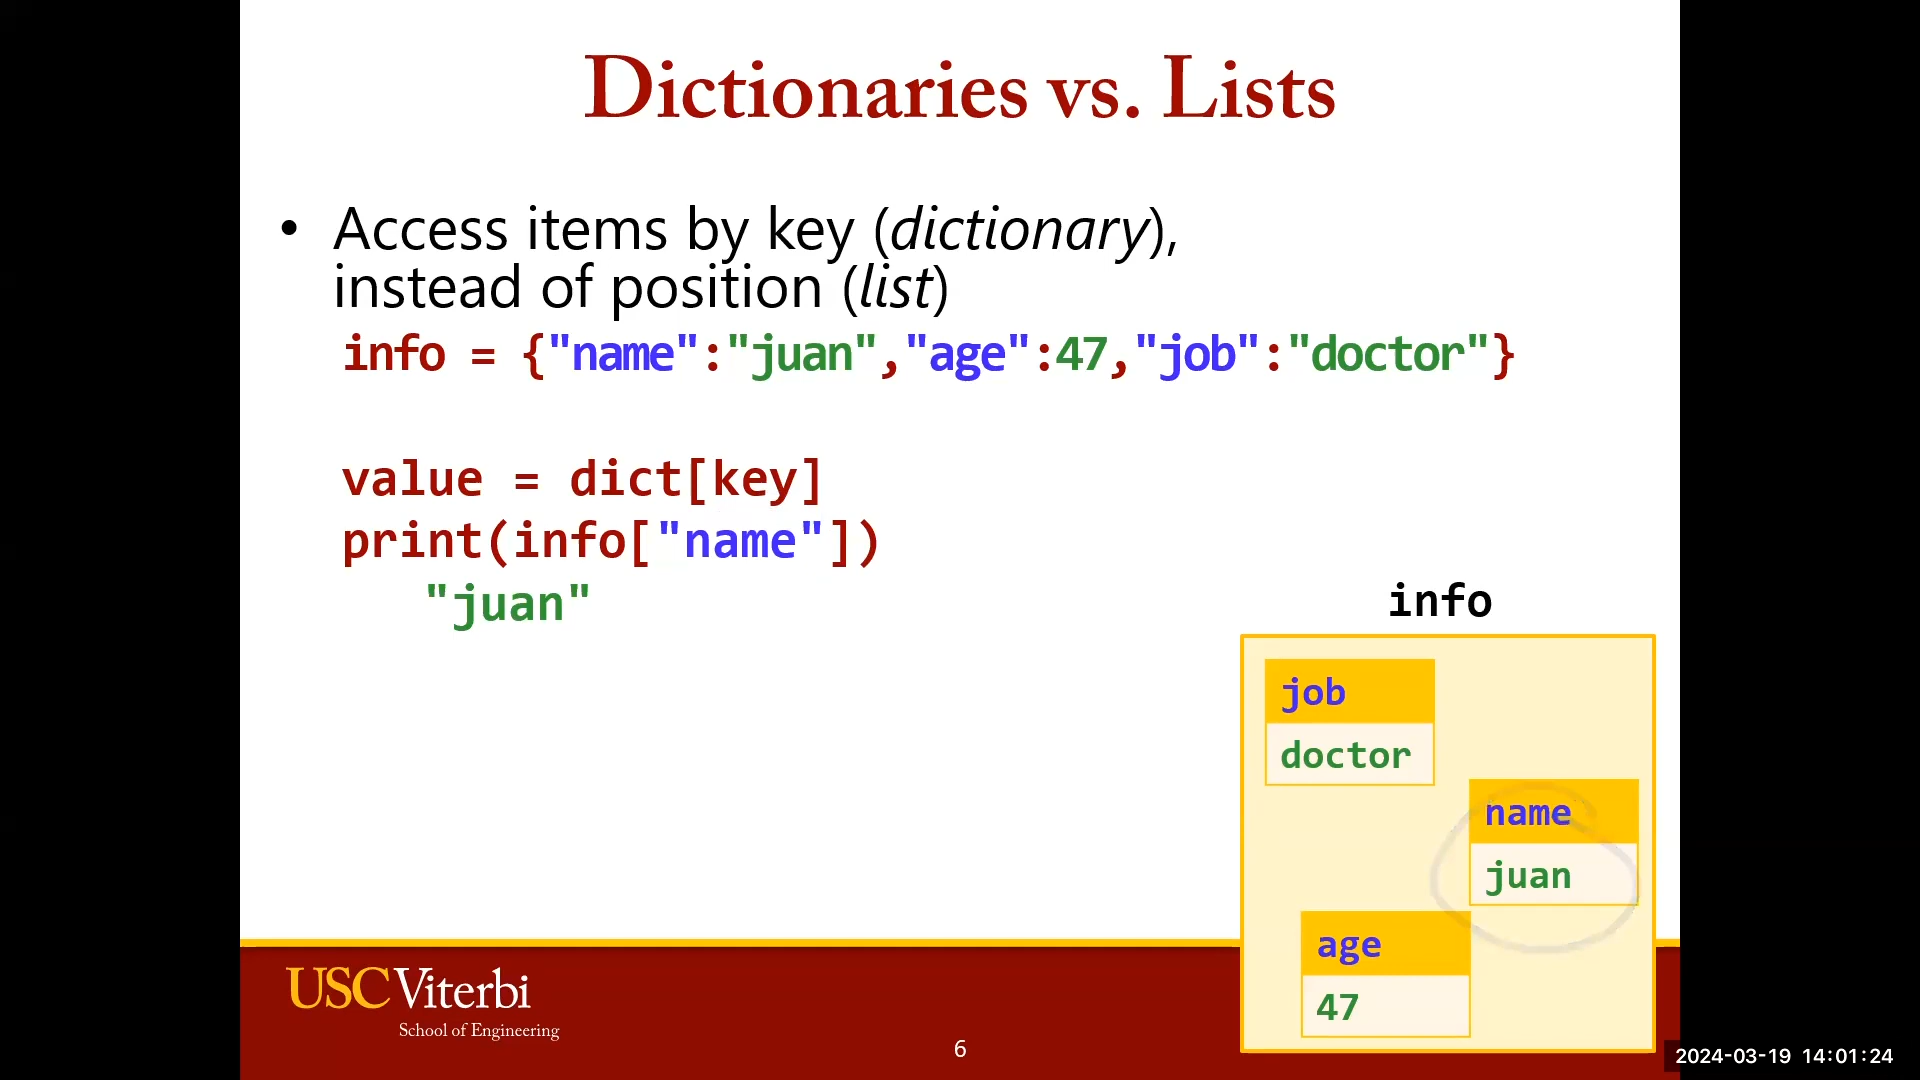 Dictionaries vs. Lists
• Access items by key (dictionary),
instead of position (list)
info = {"name":"juan","age":47,"job":"doctor"}
value = dict[key]
print(info["name"])
"juan"
info
job
doctor
name
juan
age
47
USC Viterbi
School of Engineering
6
2024-03-19 14:01:24